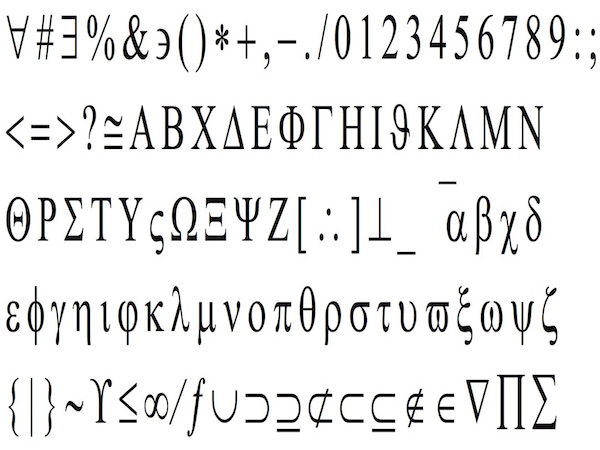 ∀#∃%&϶()*+,−./0123456789:;
<=>?≅ΑΒΧΔΕΦΓΗΙϑΚΛΜΝ
ΘΡΣΤΥςΩΞΨΖ[∴]⊥_‾αβχδ
εϕγηιφκλμνοπθρστυϖξωψζ
{|}~ϒ≤∞/ƒ∪⊃⊇⊄⊂⊆∉∈∇∏∑